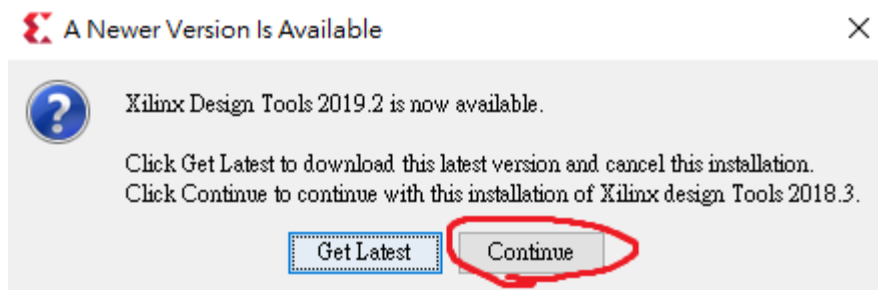 A Newer Version Is Available
Xilinx Design Tools 2019.2 is now available.
Click Get Latest to download this latest version and cancel this installation.
Click Continue to continue with this installation of Xilinx design Tools 2018.3.
Get Latest Continue